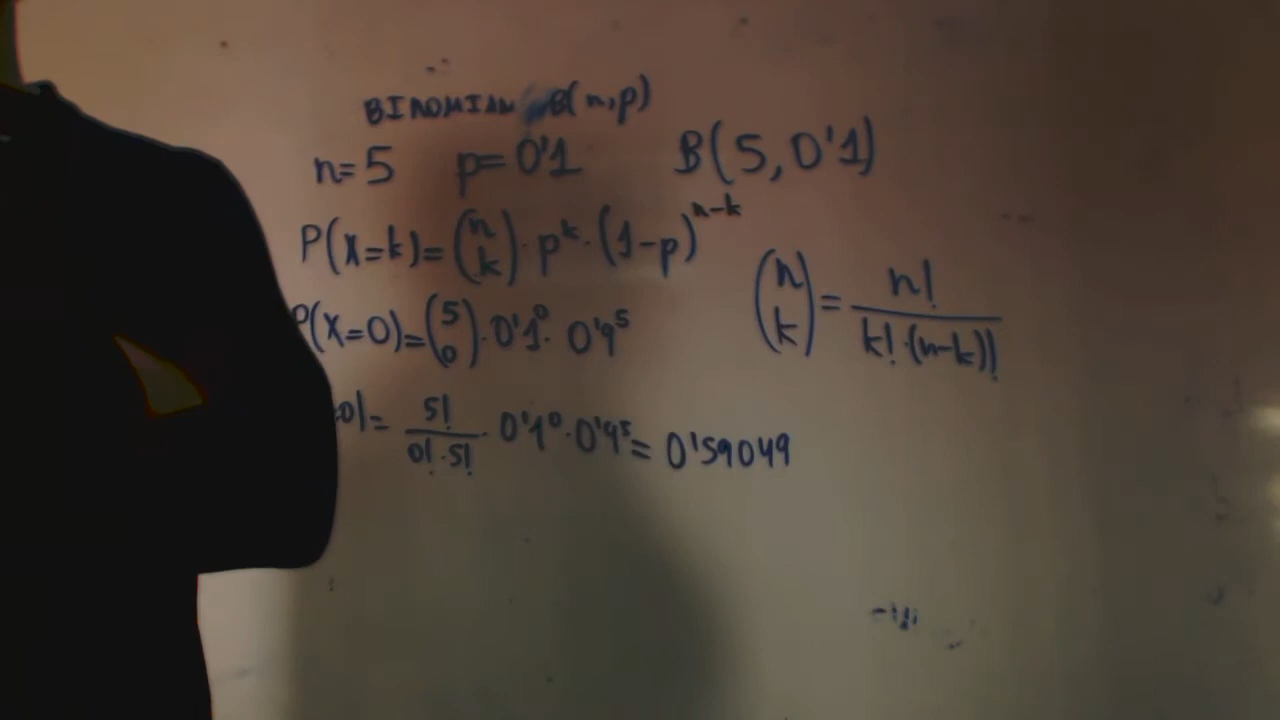 BINOMIAL B(n,p)
n=5 p=0'1 B(5,0'1)
P(X=k)=(n k)·p^k·(1-p)^n-k
(n k)=n!/k!·(n-k)!
P(X=0)=(5 0)·0'1^0·0'9^5
=0)=5!/0!·5!·0'1^0·0'9^5=0'59049